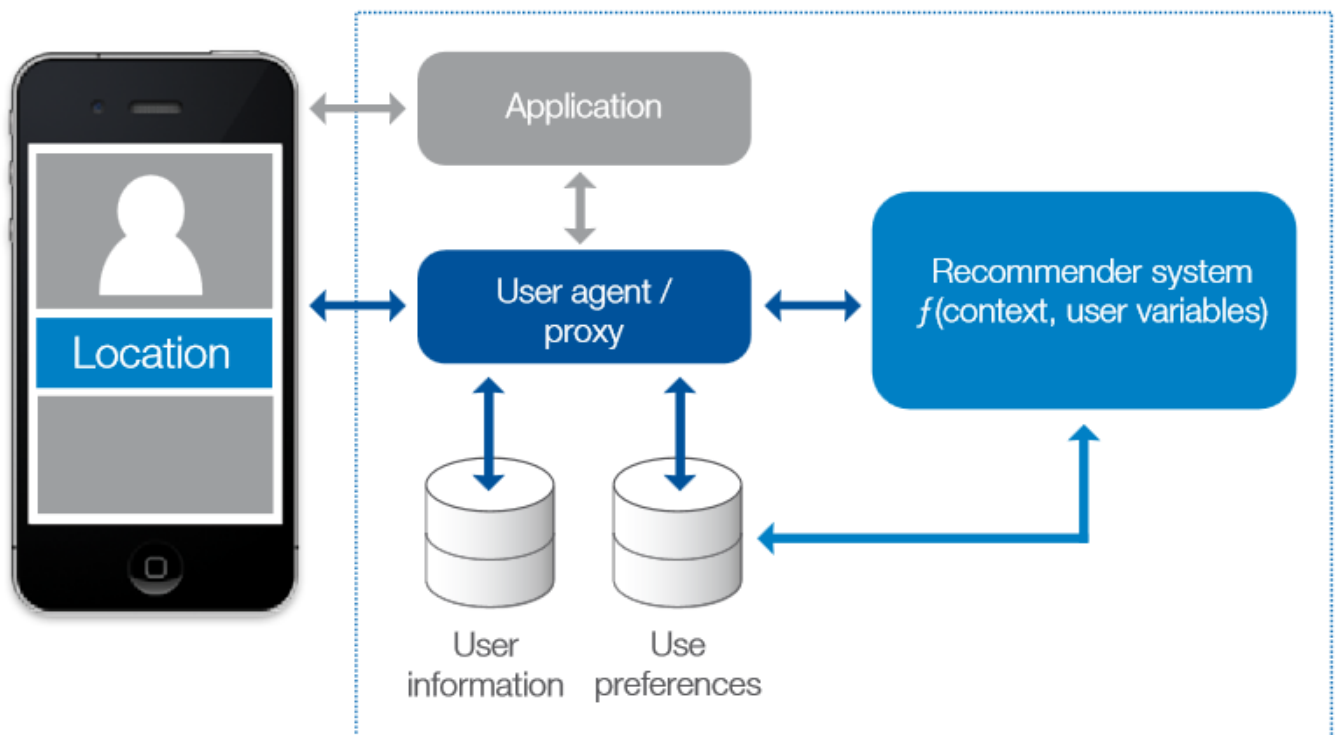 Application
Location
User agent /
proxy
Recommender system
f(context, user variables)
User
information
Use
preferences